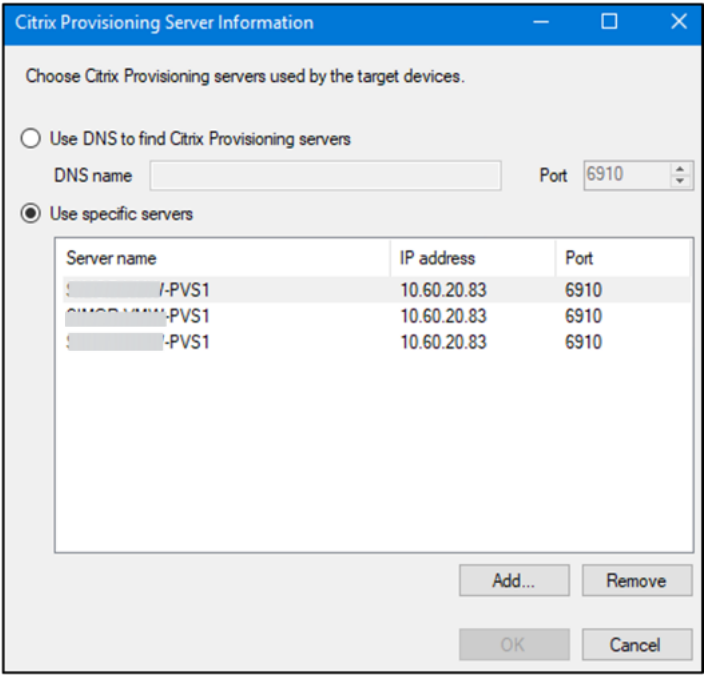 Citrix Provisioning Server Information
Choose Citrix Provisioning servers used by the target devices.
Use DNS to find Citrix Provisioning servers
DNS name Port 6910
Use specific servers
Server name IP address Port
-PVS1 10.60.20.83 6910
-PVS1 10.60.20.83 6910
-PVS1 10.60.20.83 6910
Add... Remove
OK Cancel